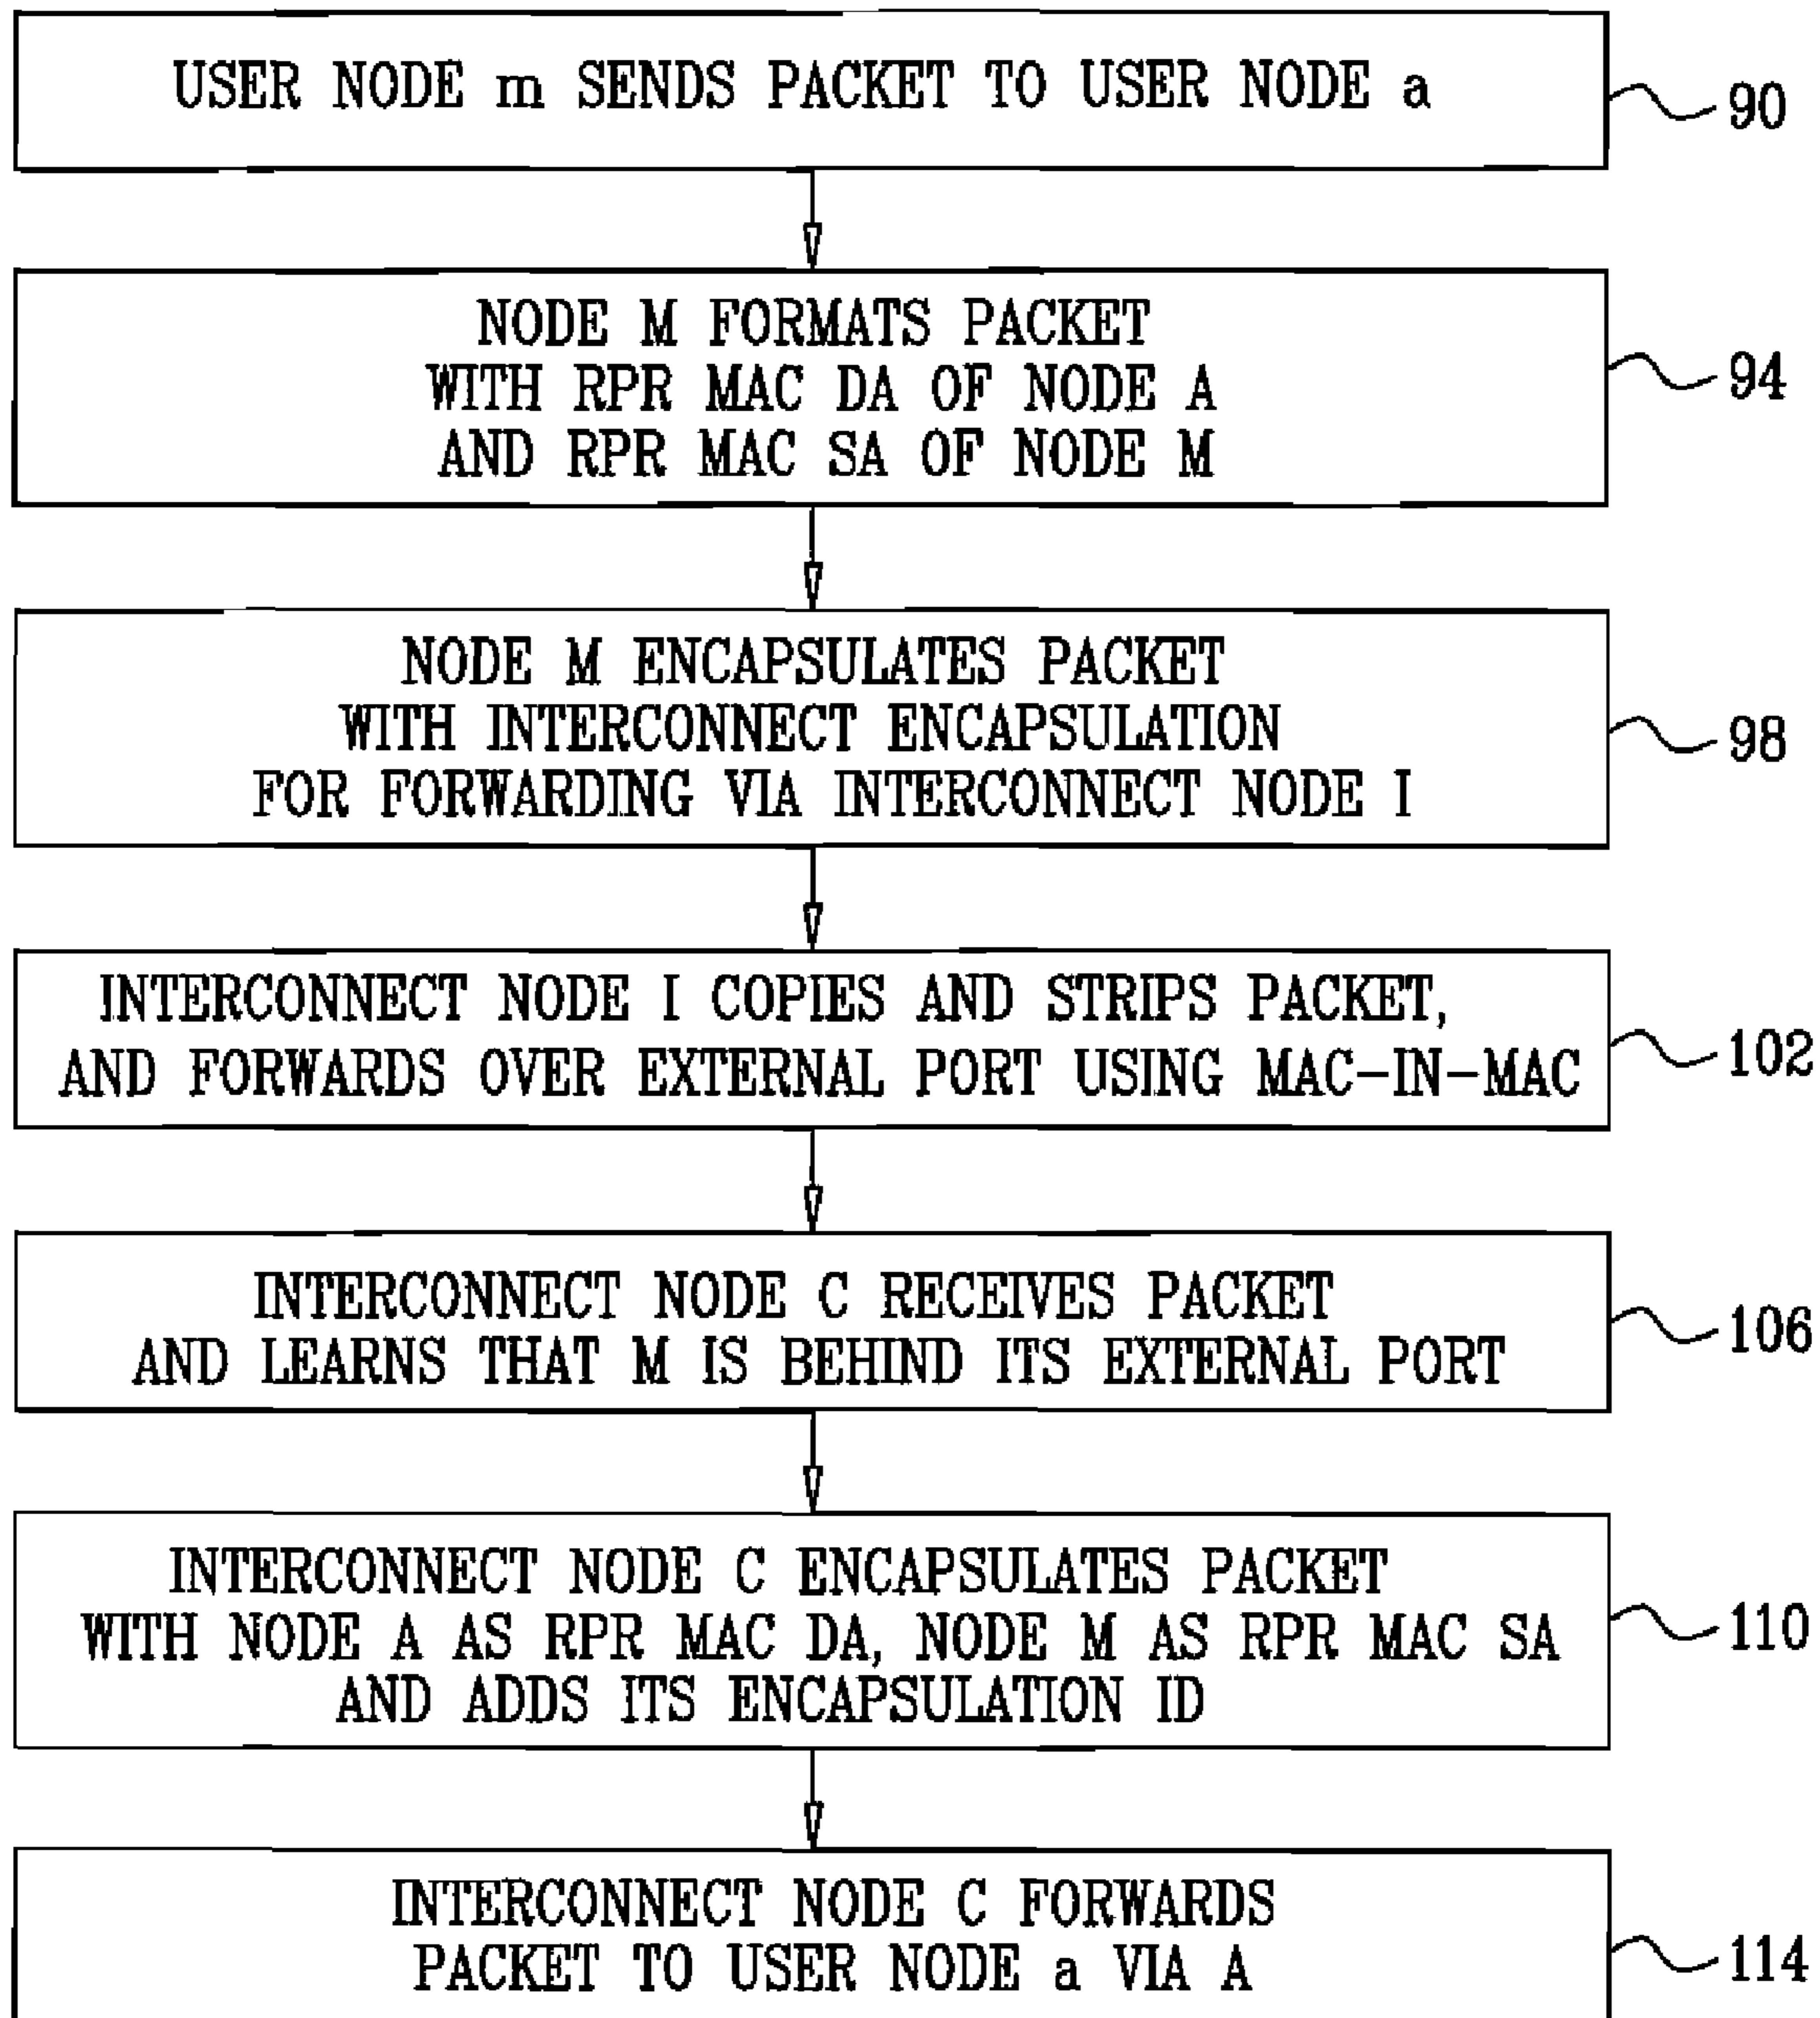 USER NODE m SENDS PACKET TO USER NODE a
90
NODE M FORMATS PACKET
WITH RPR MAC DA OF NODE A
AND RPR MAC SA OF NODE M
94
NODE M ENCAPSULATES PACKET
WITH INTERCONNECT ENCAPSULATION
FOR FORWARDING VIA INTERCONNECT NODE I
98
INTERCONNECT NODE I COPIES AND STRIPS PACKET,
AND FORWARDS OVER EXTERNAL PORT USING MAC-IN-MAC
102
INTERCONNECT NODE C RECEIVES PACKET
AND LEARNS THAT M IS BEHIND ITS EXTERNAL PORT
106
INTERCONNECT NODE C ENCAPSULATES PACKET
WITH NODE A AS RPR MAC DA, NODE M AS RPR MAC SA
AND ADDS ITS ENCAPSULATION ID
110
INTERCONNECT NODE C FORWARDS
PACKET TO USER NODE a VIA A
114